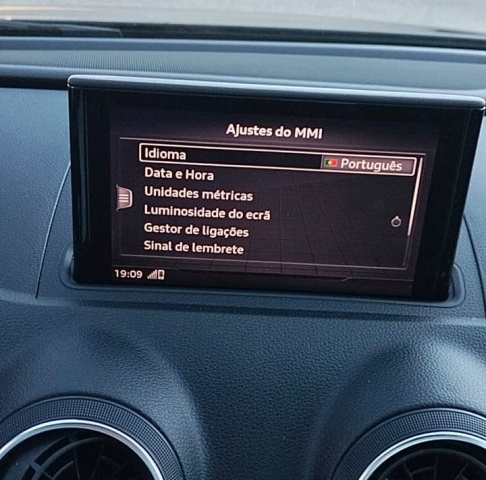 Ajustes do MMI
Idioma Português
Data e Hora
Unidades métricas
Luminosidade do ecrã
Gestor de ligações
Sinal de lembrete
19:09